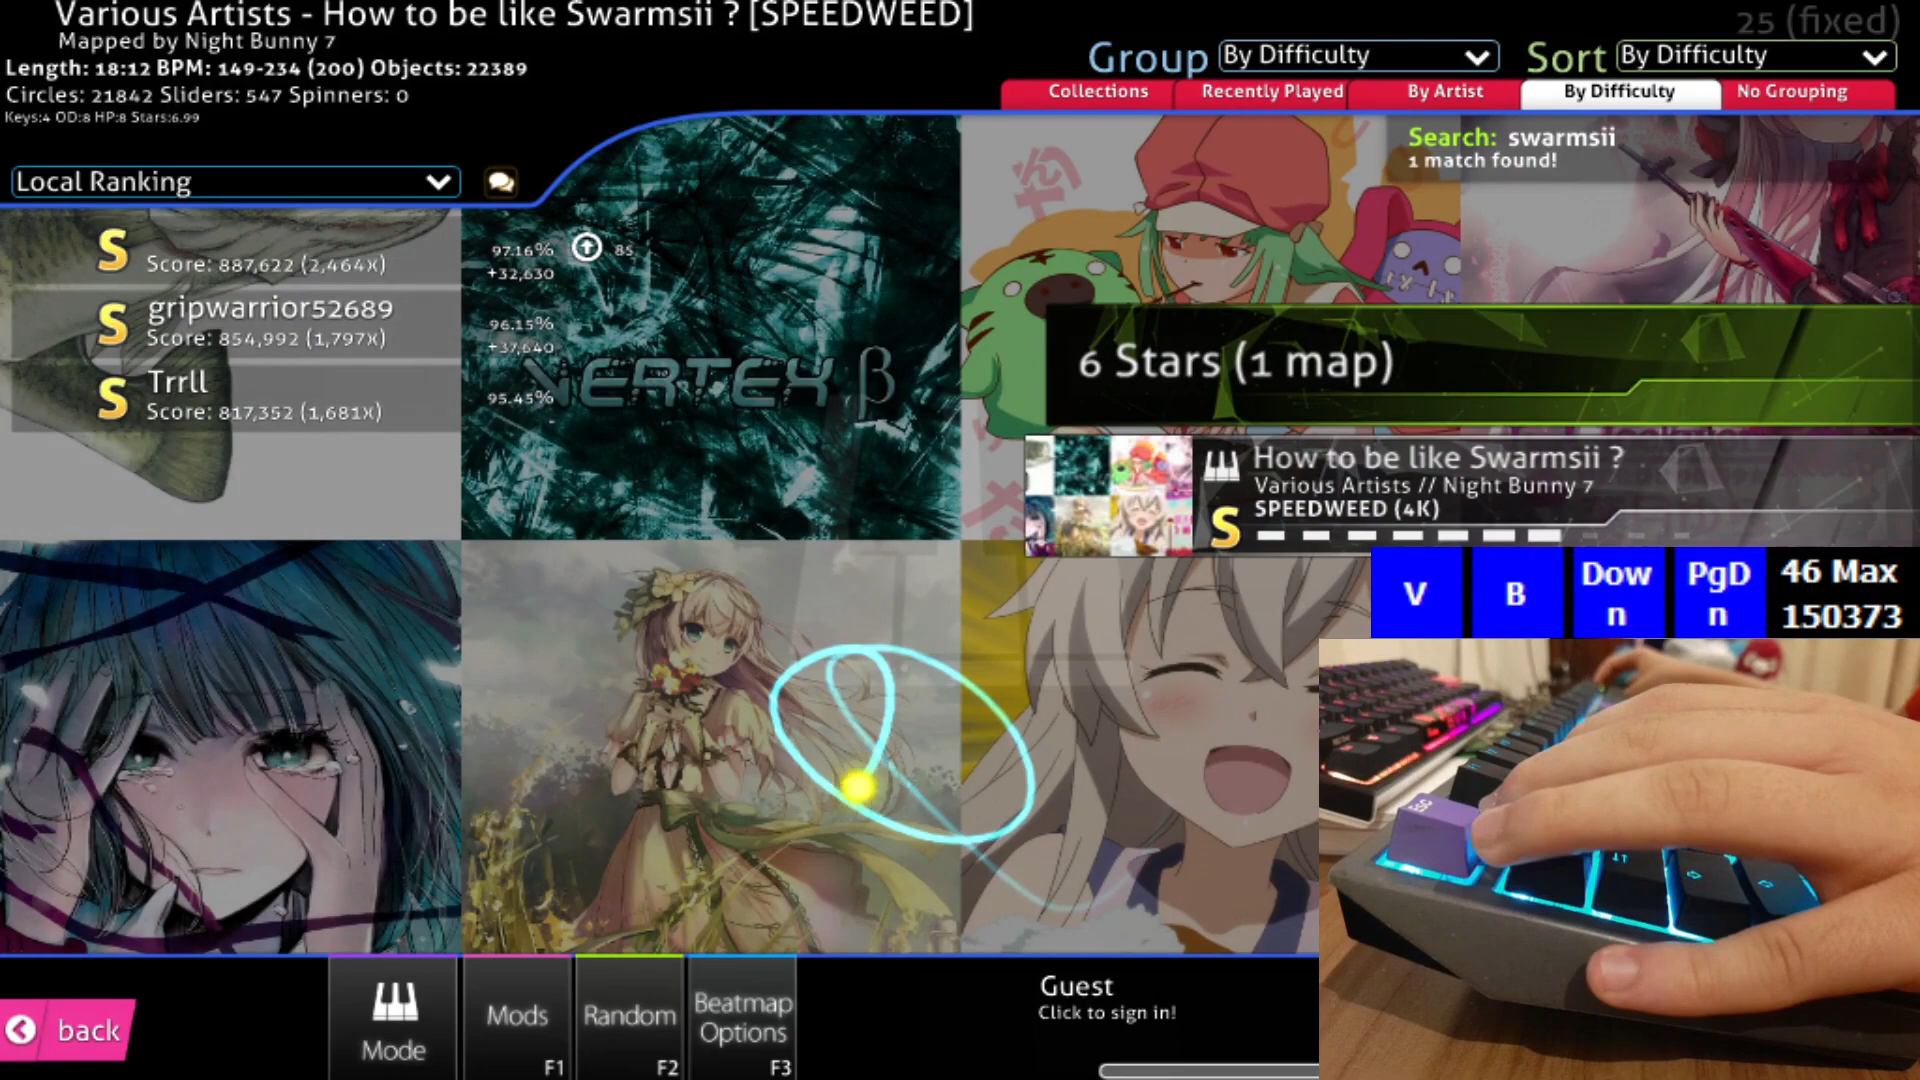 Various Artists - How to be like Swarmsii ? [SPEEDWEED]
Mapped by Night Bunny 7
Length: 18:12 BPM: 149-234 (200) Objects: 22389
Circles: 21842 Sliders: 547 Spinners: 0
Keys:4 OD:8 HP:8 Stars:6.99
25 (fixed)
Group By Difficulty
Sort By Difficulty
Collections
Recently Played
By Artist
By Difficulty
No Grouping
Search: swarmsii
1 match found!
Local Ranking
S
Score: 887,622 (2,464x)
97.16%
8s
+32,630
S
gripwarrior52689
Score: 854,992 (1,797x)
96.15%
+37,640
S
Trrll
Score: 817,352 (1,681x)
95.45%
VERTEX β
6 Stars (1 map)
How to be like Swarmsii ?
Various Artists // Night Bunny 7
SPEEDWEED (4K)
S
V
B
Dow
n
PgD
n
46 Max
150373
ESC
back
Mode
Mods
F1
Random
F2
Beatmap
Options
F3
Guest
Click to sign in!